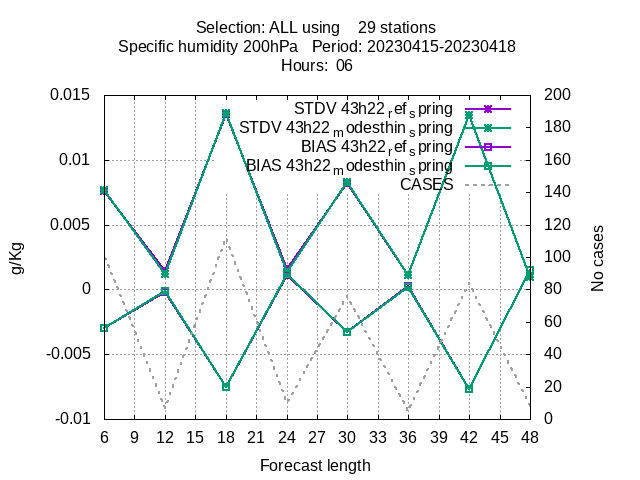 Selection: ALL using    29 stations
Specific humidity 200hPa   Period: 20230415-20230418
Hours:  06
STDV 43h22_ref_spring
STDV 43h22_modesthin_spring
BIAS 43h22_ref_spring
BIAS 43h22_modesthin_spring
CASES
0.015
0.01
0.005
0
-0.005
-0.01
g/Kg
200
180
160
140
120
100
80
60
40
20
0
No cases
6 9 12 15 18 21 24 27 30 33 36 39 42 45 48
Forecast length